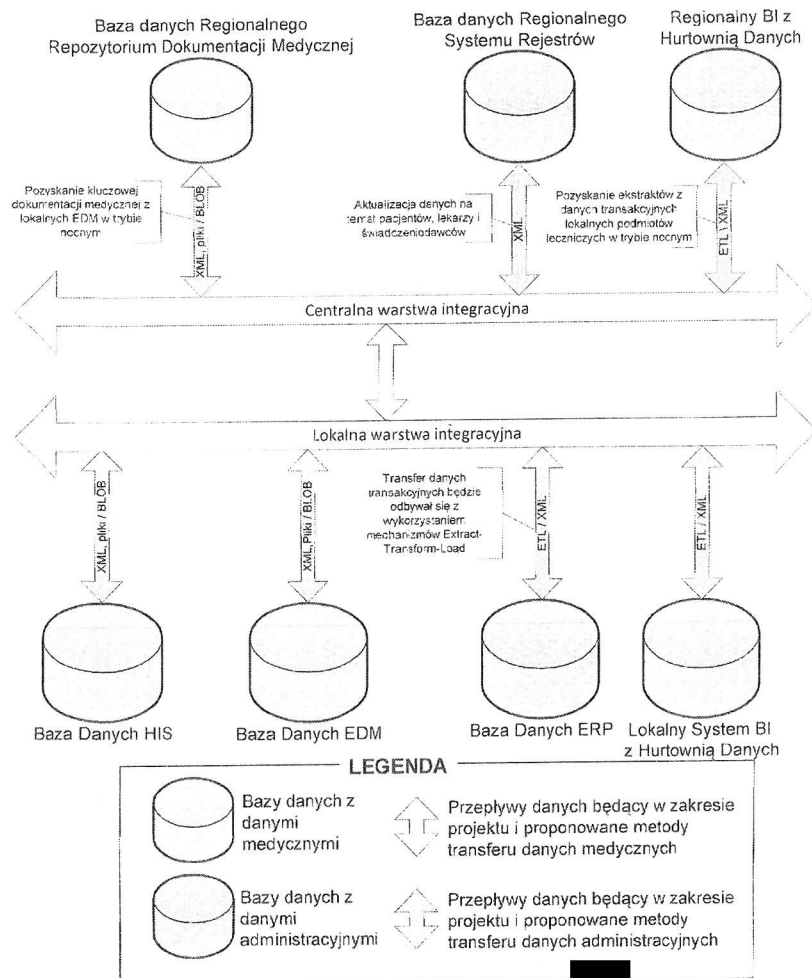 Baza danych Regionalnego
Repozytorium Dokumentacji Medycznej
Baza danych Regionalnego
Systemu Rejestrów
Regionalny BI z
Hurtownią Danych
Pozyskanie kluczowej
dokumentacji medycznej z
lokalnych EDM w trybie
nocnym
XML, pliki / BLOB
Aktualizacja danych na
temat pacjentów, lekarzy i
świadczeniodawców
XML
Pozyskanie ekstraktów z
danych transakcyjnych
lokalnych podmiotów
leczniczych w trybie nocnym
ETL \ XML
Centralna warstwa integracyjna
Lokalna warstwa integracyjna
XML, pliki / BLOB
XML,Pliki / BLOB
Transfer danych
transakcyjnych będzie
odbywał się z
wykorzystaniem
mechanizmów Extract-
Transform-Load
ETL / XML
ETL / XML
Baza Danych HIS
Baza Danych EDM
Baza Danych ERP
Lokalny System BI
z Hurtownią Danych
LEGENDA
Bazy danych z
danymi
medycznymi
Przepływy danych będący w zakresie
projektu i proponowane metody
transferu danych medycznych
Bazy danych z
danymi
administracyjnymi
Przepływy danych będący w zakresie
projektu i proponowane metody
transferu danych administracyjnych